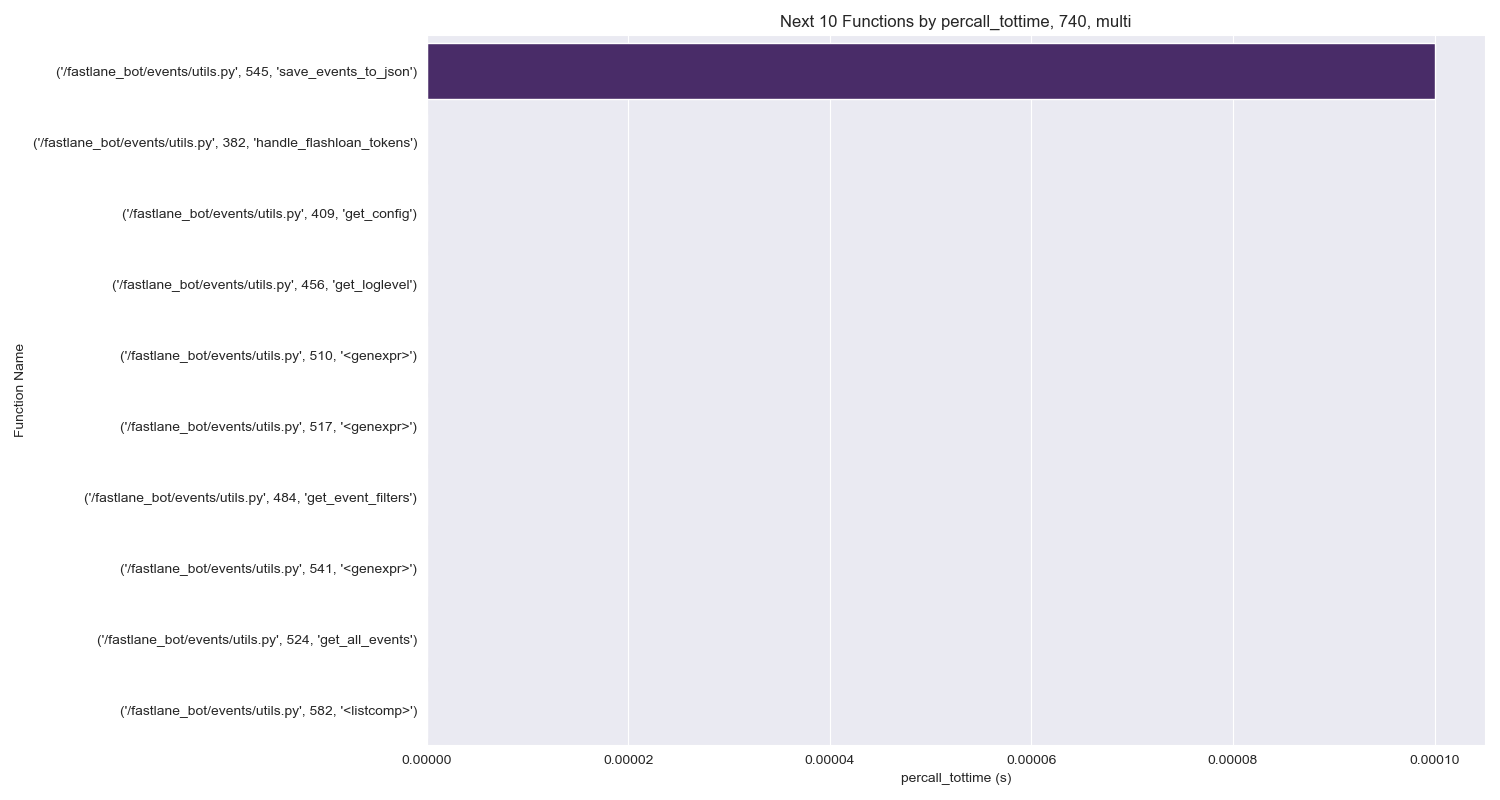 Next 10 Functions by percall_tottime, 740, multi
('/fastlane_bot/events/utils.py', 545, 'save_events_to_json')
('/fastlane_bot/events/utils.py', 382, 'handle_flashloan_tokens')
('/fastlane_bot/events/utils.py', 409, 'get_config')
('/fastlane_bot/events/utils.py', 456, 'get_loglevel')
('/fastlane_bot/events/utils.py', 510, '<genexpr>')
('/fastlane_bot/events/utils.py', 517, '<genexpr>')
('/fastlane_bot/events/utils.py', 484, 'get_event_filters')
('/fastlane_bot/events/utils.py', 541, '<genexpr>')
('/fastlane_bot/events/utils.py', 524, 'get_all_events')
('/fastlane_bot/events/utils.py', 582, '<listcomp>')
Function Name
0.00000 0.00002 0.00004 0.00006 0.00008 0.00010
percall_tottime (s)